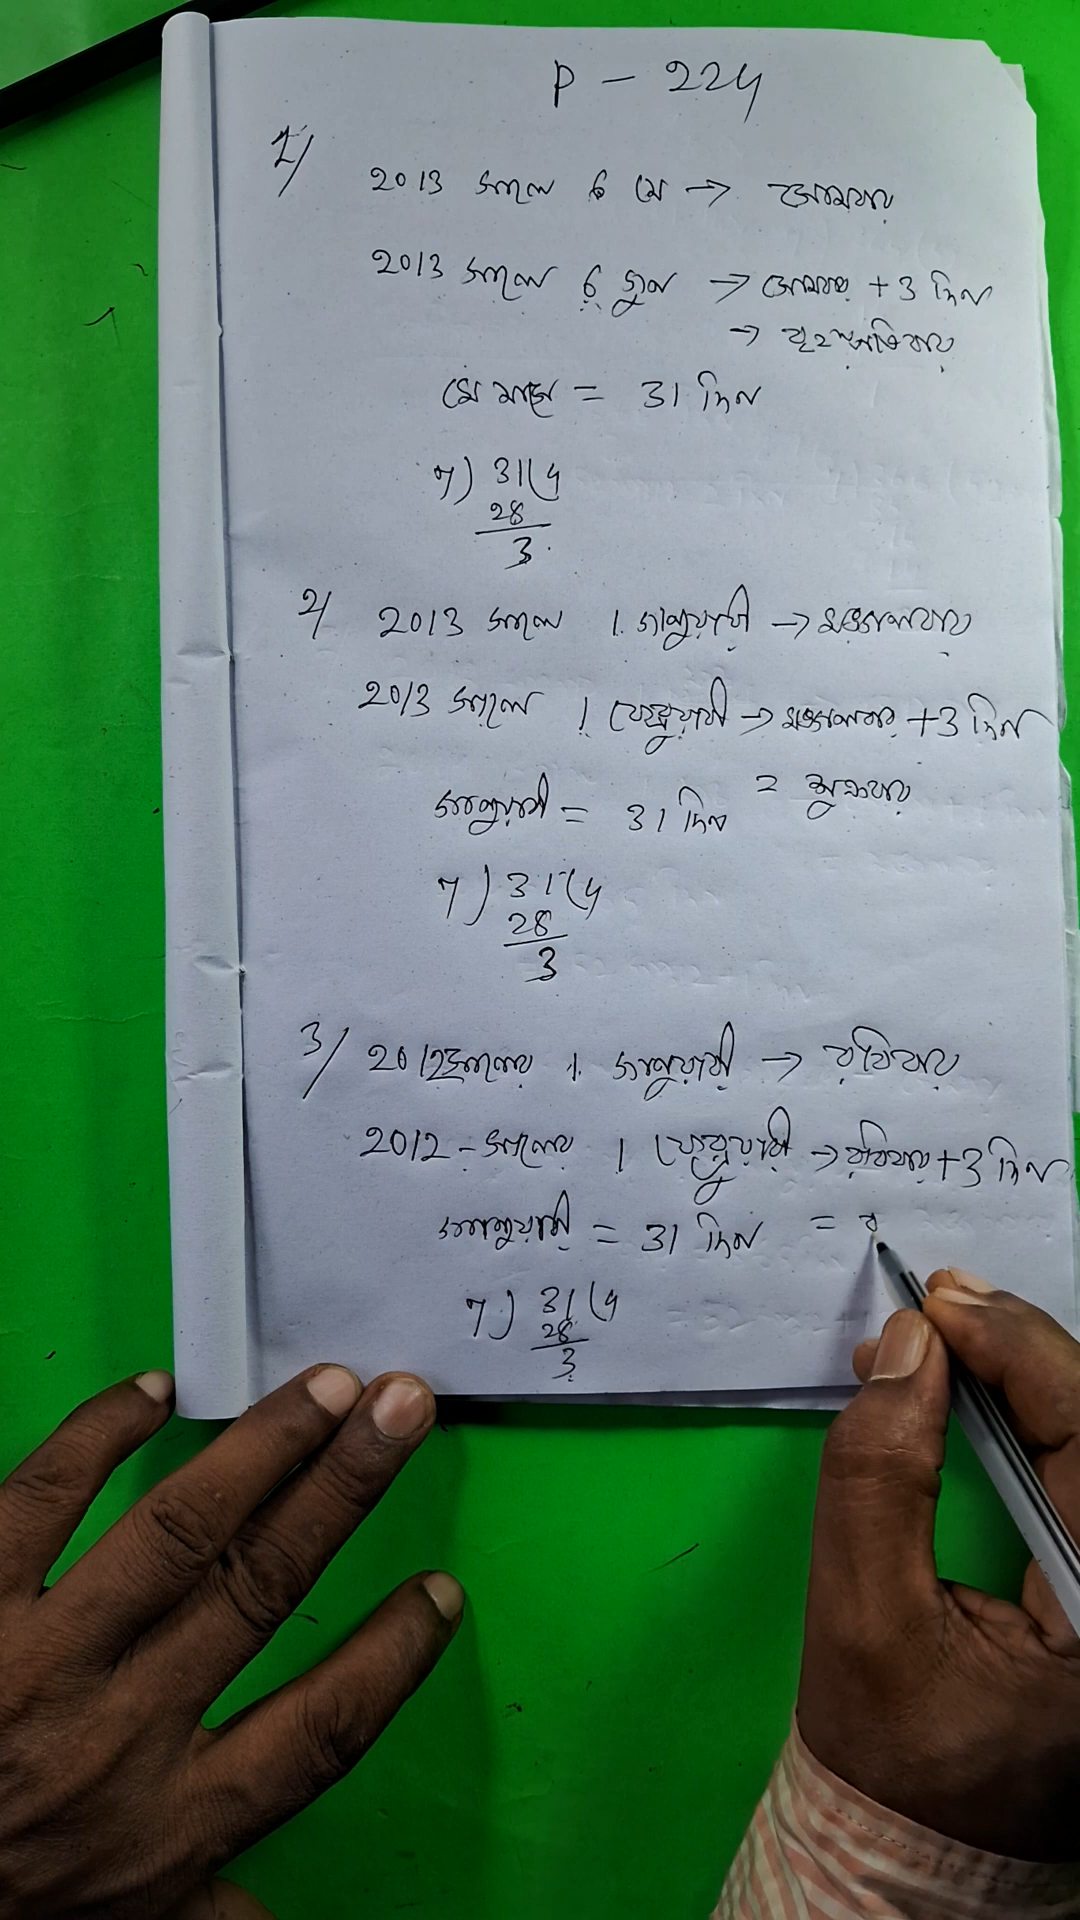 P - 224
1/
2013 সালে 6 মে → সোমবার
2013 সালে 6 জুন → সোমবার + 3 দিন
→ বৃহস্পতিবার
মে মাসে = 31 দিন
7) 31(4
28
3
2/ 2013 সালে 1 জানুয়ারী → মঙ্গলবার
2013 সালে 1 ফেব্রুয়ারী → মঙ্গলবার + 3 দিন
= শুক্রবার
জানুয়ারী = 31 দিন
7) 31(4
28
3
3/ 2012 সালের 1 জানুয়ারী → রবিবার
2012 - সালের 1 ফেব্রুয়ারী → রবিবার + 3 দিন
জানুয়ারী = 31 দিন = ব
7) 31(4
28
3